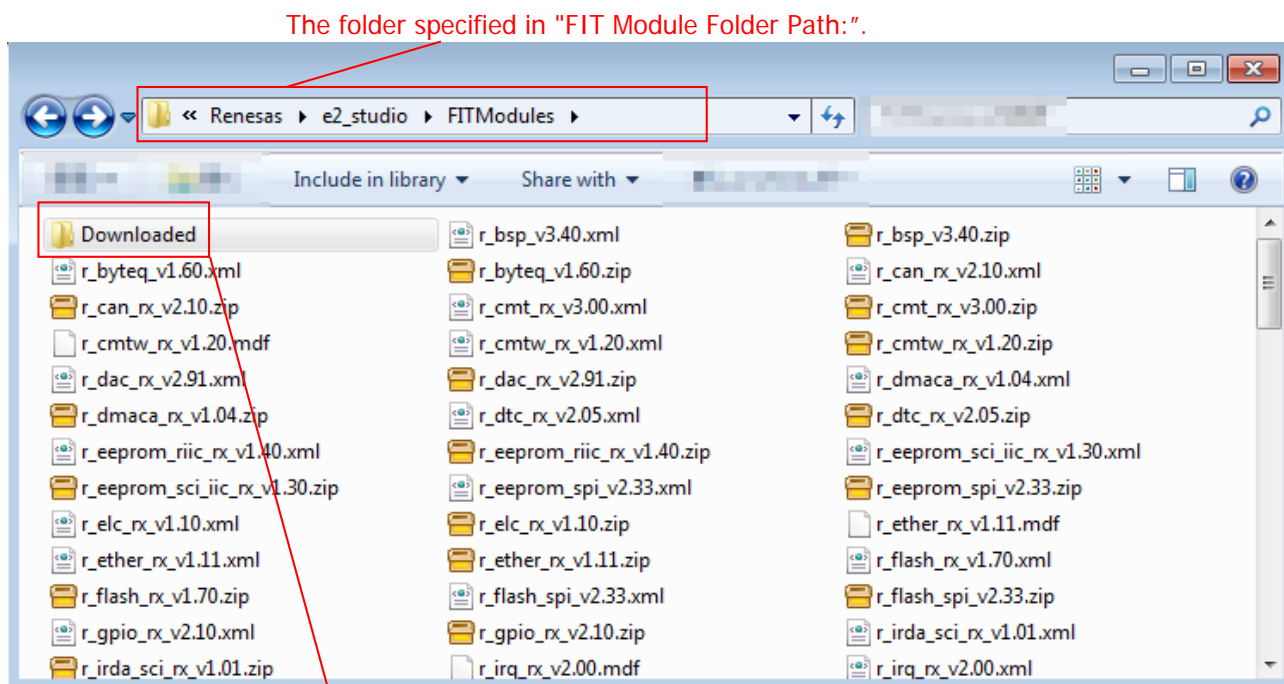 The folder specified in "FIT Module Folder Path:".
« Renesas ▸ e2_studio ▸ FITModules ▸
Include in library ▾ Share with ▾
Downloaded r_bsp_v3.40.xml r_bsp_v3.40.zip
r_byteq_v1.60.xml r_byteq_v1.60.zip r_can_rx_v2.10.xml
r_can_rx_v2.10.zip r_cmt_rx_v3.00.xml r_cmt_rx_v3.00.zip
r_cmtw_rx_v1.20.mdf r_cmtw_rx_v1.20.xml r_cmtw_rx_v1.20.zip
r_dac_rx_v2.91.xml r_dac_rx_v2.91.zip r_dmaca_rx_v1.04.xml
r_dmaca_rx_v1.04.zip r_dtc_rx_v2.05.xml r_dtc_rx_v2.05.zip
r_eeprom_riic_rx_v1.40.xml r_eeprom_riic_rx_v1.40.zip r_eeprom_sci_iic_rx_v1.30.xml
r_eeprom_sci_iic_rx_v1.30.zip r_eeprom_spi_v2.33.xml r_eeprom_spi_v2.33.zip
r_elc_rx_v1.10.xml r_elc_rx_v1.10.zip r_ether_rx_v1.11.mdf
r_ether_rx_v1.11.xml r_ether_rx_v1.11.zip r_flash_rx_v1.70.xml
r_flash_rx_v1.70.zip r_flash_spi_v2.33.xml r_flash_spi_v2.33.zip
r_gpio_rx_v2.10.xml r_gpio_rx_v2.10.zip r_irda_sci_rx_v1.01.xml
r_irda_sci_rx_v1.01.zip r_irq_rx_v2.00.mdf r_irq_rx_v2.00.xml